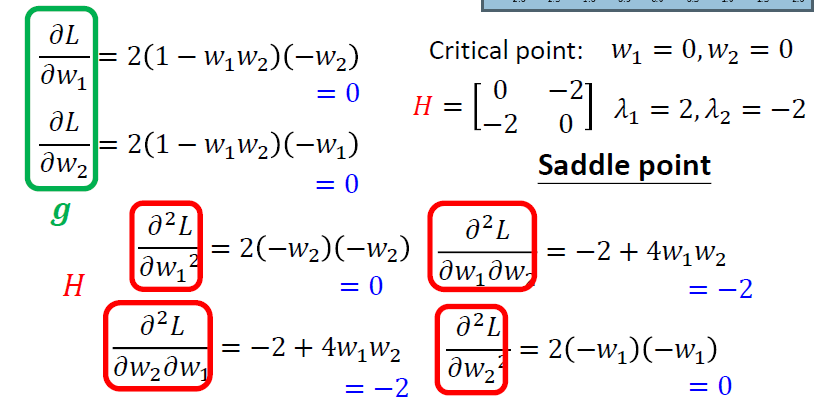 ∂L/∂w₁ = 2(1 − w₁w₂)(−w₂)
= 0
∂L/∂w₂ = 2(1 − w₁w₂)(−w₁)
= 0
g
Critical point: w₁ = 0, w₂ = 0
H = [0 −2; −2 0] λ₁ = 2, λ₂ = −2
Saddle point
H
∂²L/∂w₁² = 2(−w₂)(−w₂)
= 0
∂²L/∂w₁∂w₂ = −2 + 4w₁w₂
= −2
∂²L/∂w₂∂w₁ = −2 + 4w₁w₂
= −2
∂²L/∂w₂² = 2(−w₁)(−w₁)
= 0